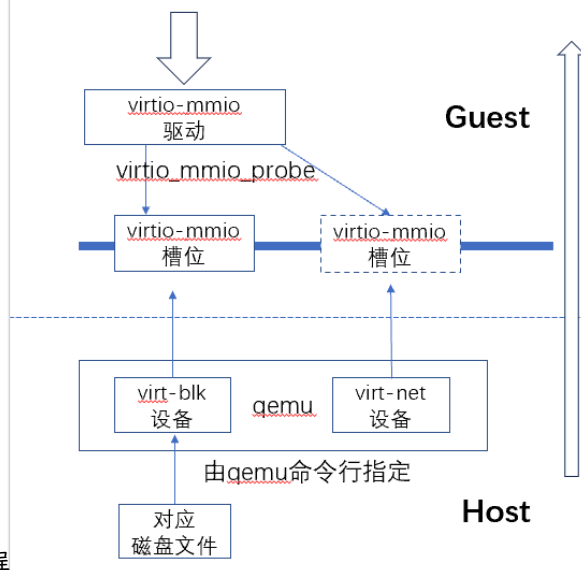 virtio-mmio
驱动
Guest
virtio_mmio_probe
virtio-mmio
槽位
virtio-mmio
槽位
virt-blk
设备
qemu
virt-net
设备
由qemu命令行指定
对应
磁盘文件
Host